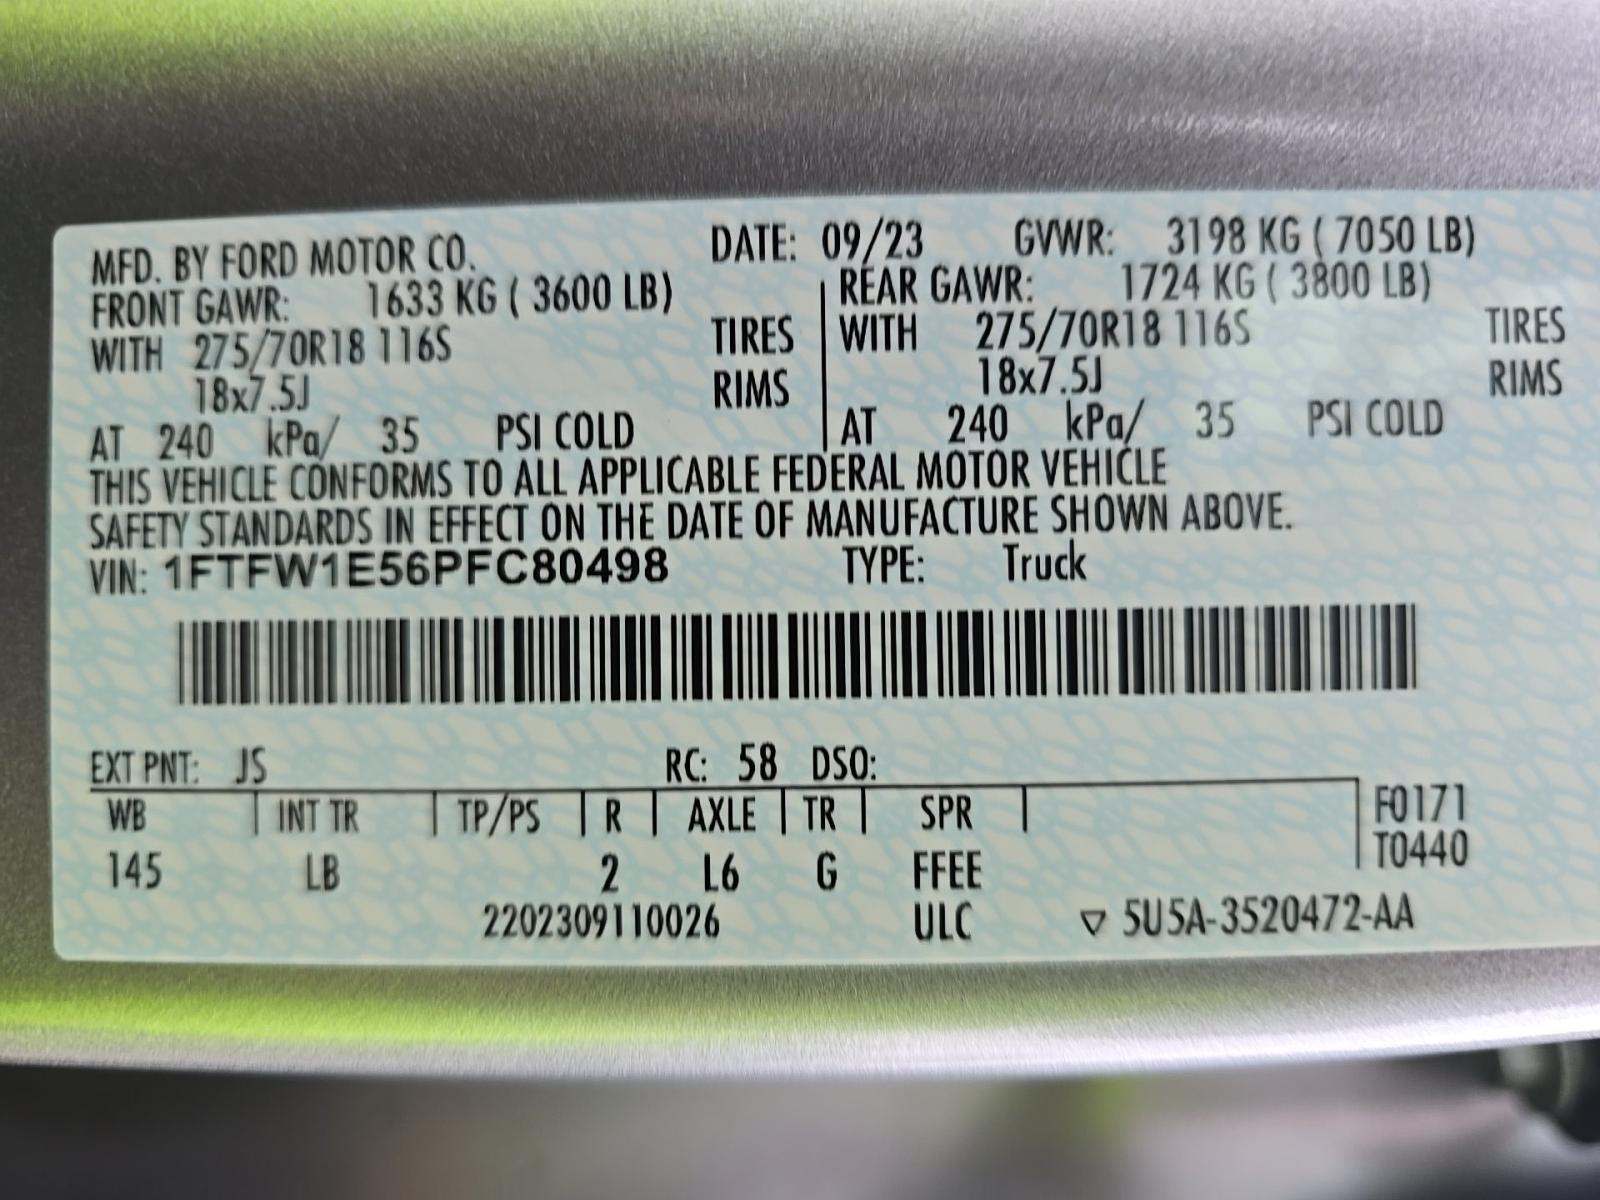 MFD. BY FORD MOTOR CO. DATE: 09/23 GVWR: 3198 KG ( 7050 LB)
FRONT GAWR: 1633 KG ( 3600 LB) REAR GAWR: 1724 KG ( 3800 LB)
WITH 275/70R18 116S TIRES WITH 275/70R18 116S TIRES
18x7.5J RIMS 18x7.5J RIMS
AT 240 kPa/ 35 PSI COLD AT 240 kPa/ 35 PSI COLD
THIS VEHICLE CONFORMS TO ALL APPLICABLE FEDERAL MOTOR VEHICLE
SAFETY STANDARDS IN EFFECT ON THE DATE OF MANUFACTURE SHOWN ABOVE.
VIN: 1FTFW1E56PFC80498 TYPE: Truck
EXT PNT: JS RC: 58 DSO:
WB INT TR TP/PS R AXLE TR SPR F0171
T0440
145 LB 2 L6 G FFEE
2202309110026 ULC ▽ 5U5A-3520472-AA